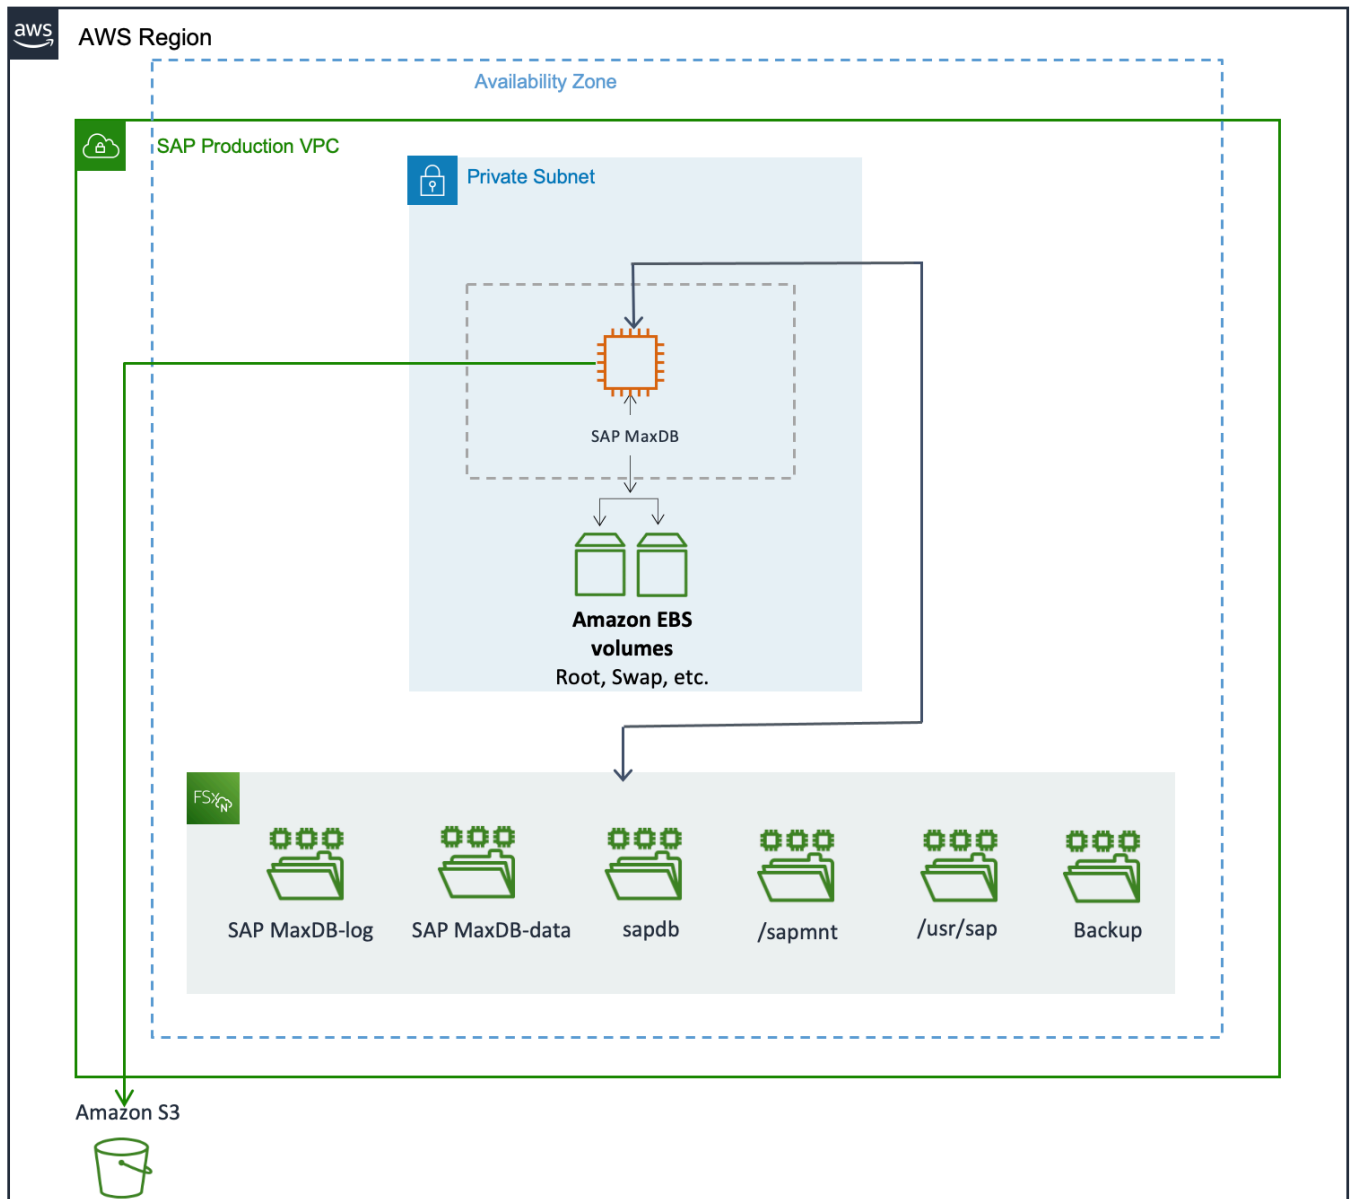 aws
AWS Region
Availability Zone
SAP Production VPC
Private Subnet
SAP MaxDB
Amazon EBS
volumes
Root, Swap, etc.
FSx
N
SAP MaxDB-log
SAP MaxDB-data
sapdb
/sapmnt
/usr/sap
Backup
Amazon S3